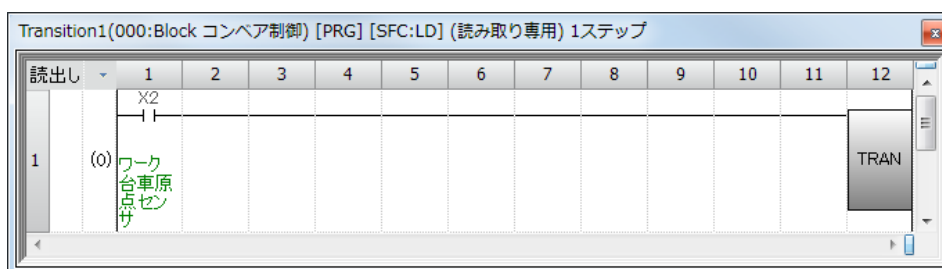 Transition1(000:Block コンベア制御) [PRG] [SFC:LD] (読み取り専用) 1ステップ
読出し 1 2 3 4 5 6 7 8 9 10 11 12
X2
1 (0) TRAN
ワーク
台車原
点セン
サ